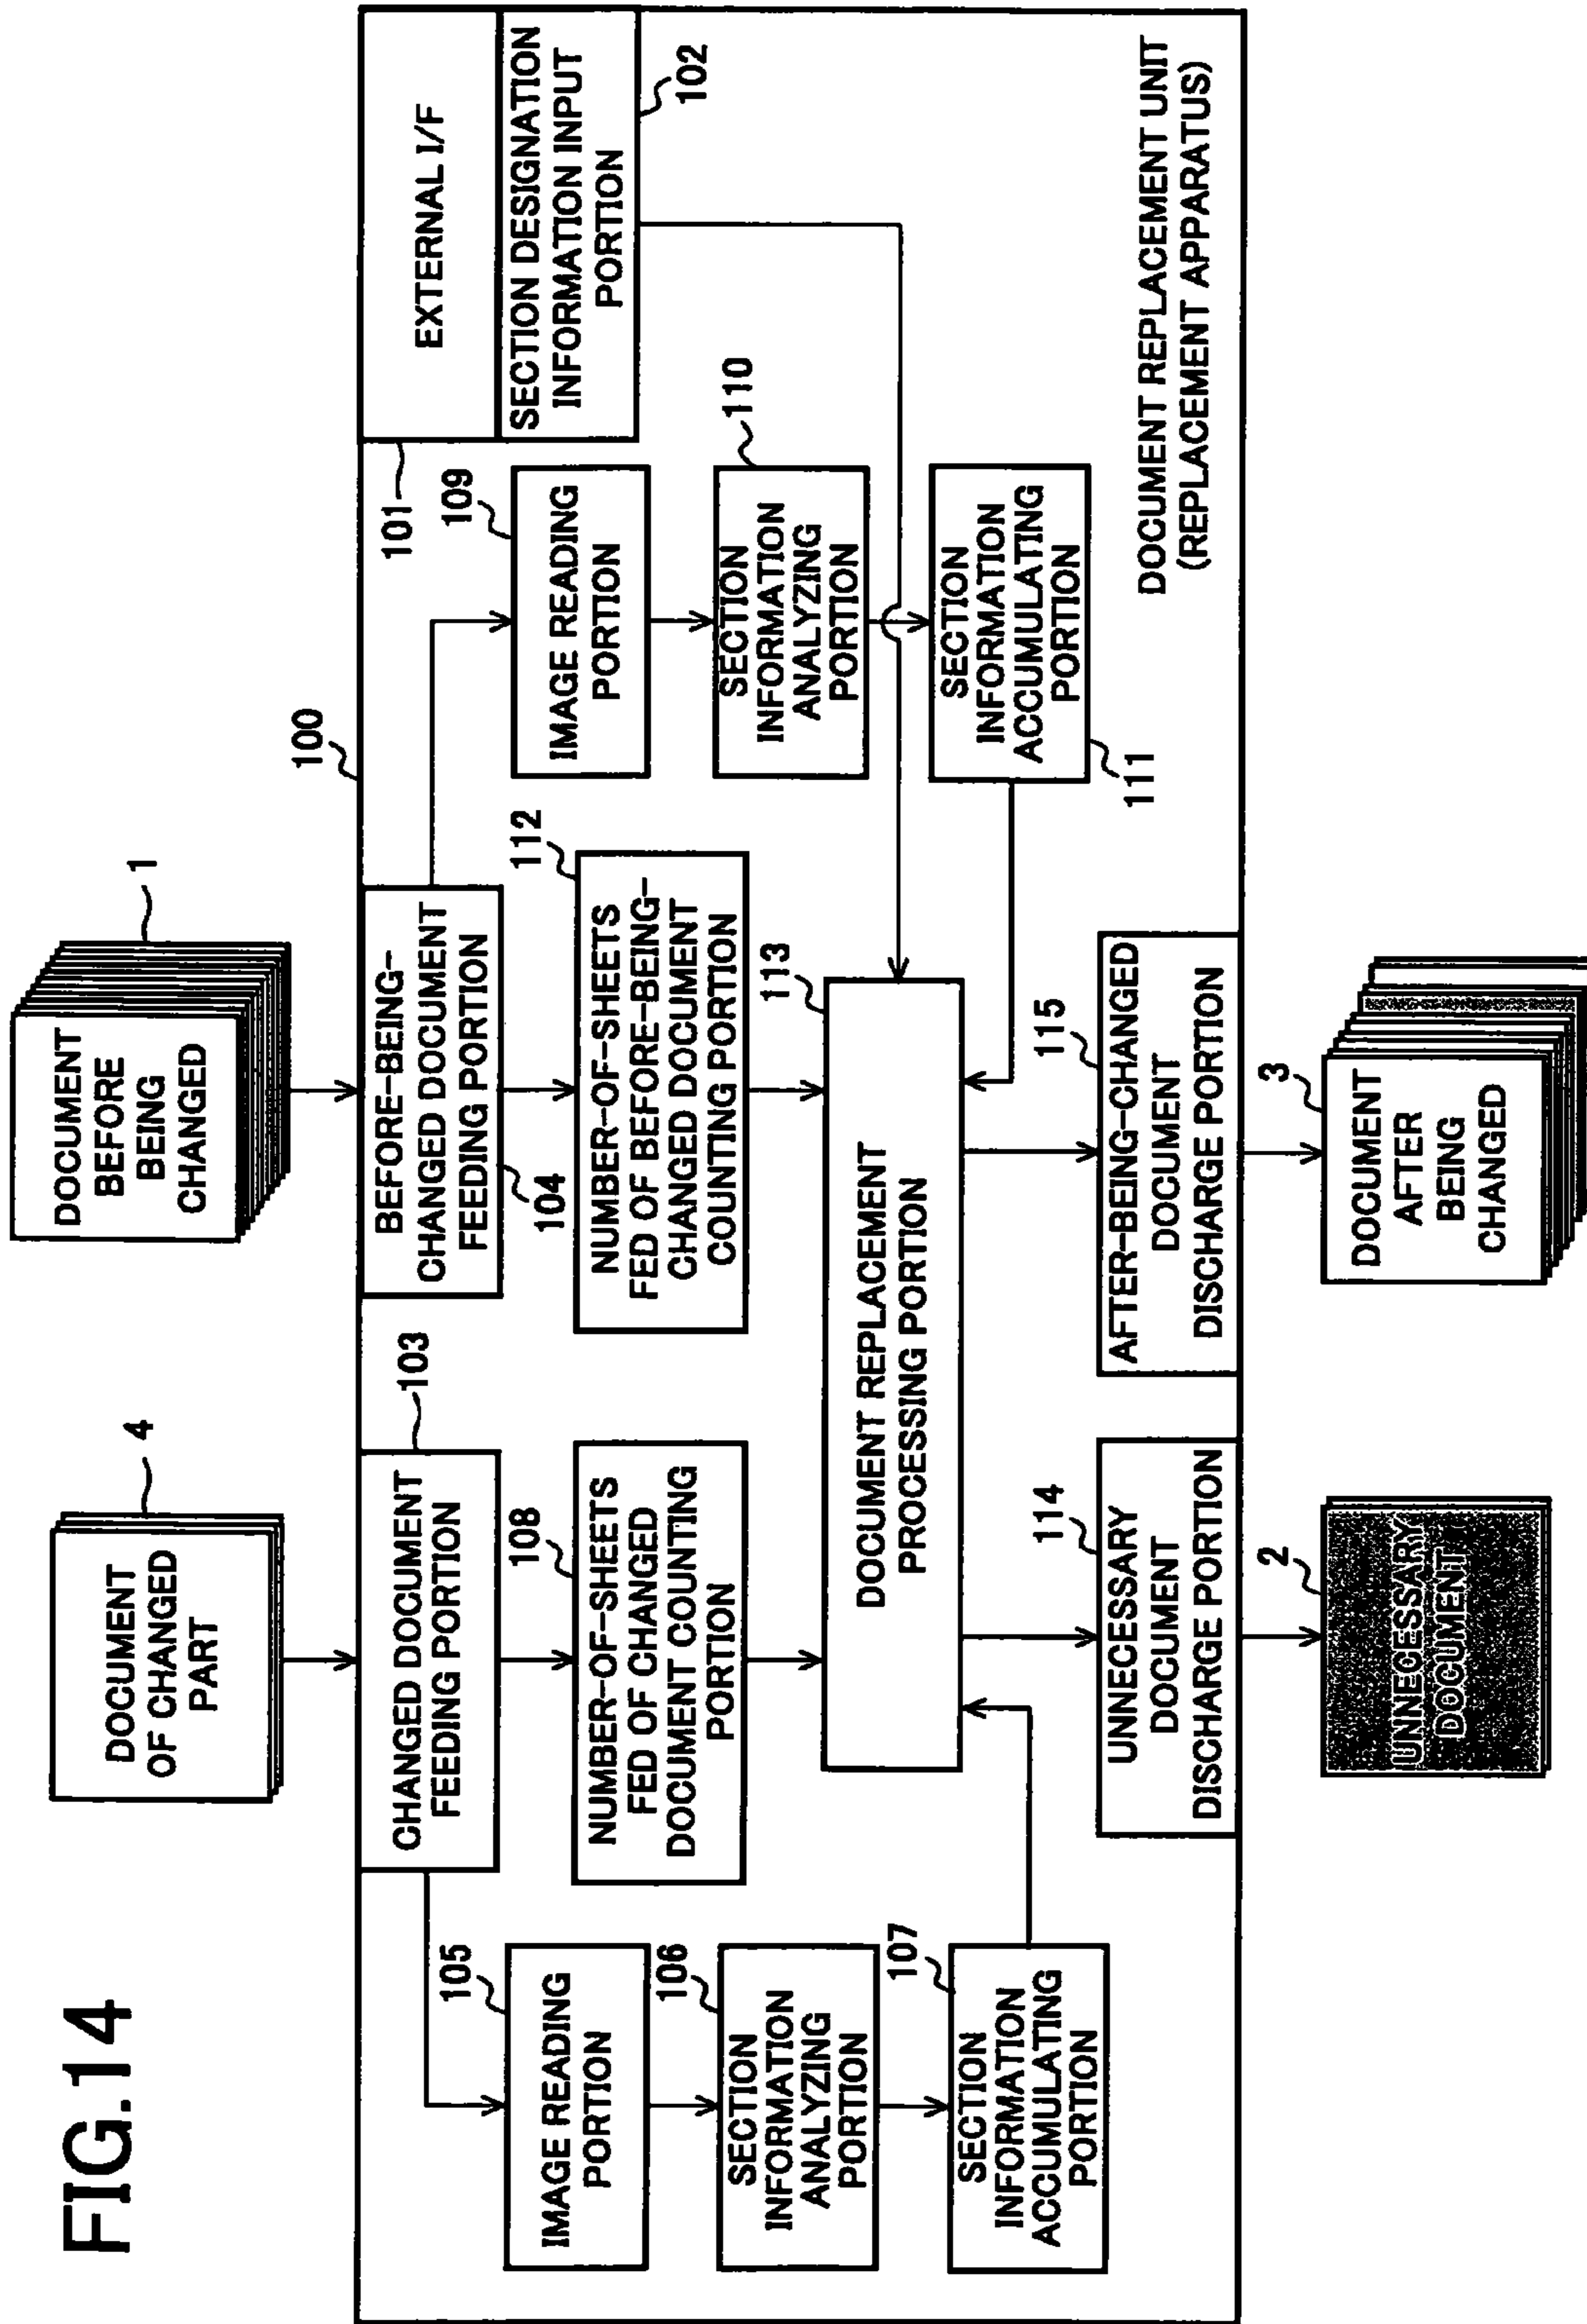 FIG.14
DOCUMENT
OF CHANGED
PART
4
DOCUMENT
BEFORE
BEING
CHANGED
1
100
CHANGED DOCUMENT
FEEDING PORTION
103
BEFORE-BEING-
CHANGED DOCUMENT
FEEDING PORTION
104
101
EXTERNAL I/F
SECTION DESIGNATION
INFORMATION INPUT
PORTION
102
105
IMAGE READING
PORTION
108
NUMBER-OF-SHEETS
FED OF CHANGED
DOCUMENT COUNTING
PORTION
112
NUMBER-OF-SHEETS
FED OF BEFORE-BEING-
CHANGED DOCUMENT
COUNTING PORTION
109
IMAGE READING
PORTION
106
SECTION
INFORMATION
ANALYZING
PORTION
110
SECTION
INFORMATION
ANALYZING
PORTION
113
DOCUMENT REPLACEMENT
PROCESSING PORTION
107
SECTION
INFORMATION
ACCUMULATING
PORTION
SECTION
INFORMATION
ACCUMULATING
PORTION
111
114
UNNECESSARY
DOCUMENT
DISCHARGE PORTION
115
AFTER-BEING-CHANGED
DOCUMENT
DISCHARGE PORTION
DOCUMENT REPLACEMENT UNIT
(REPLACEMENT APPARATUS)
2
UNNECESSARY
DOCUMENT
3
DOCUMENT
AFTER
BEING
CHANGED